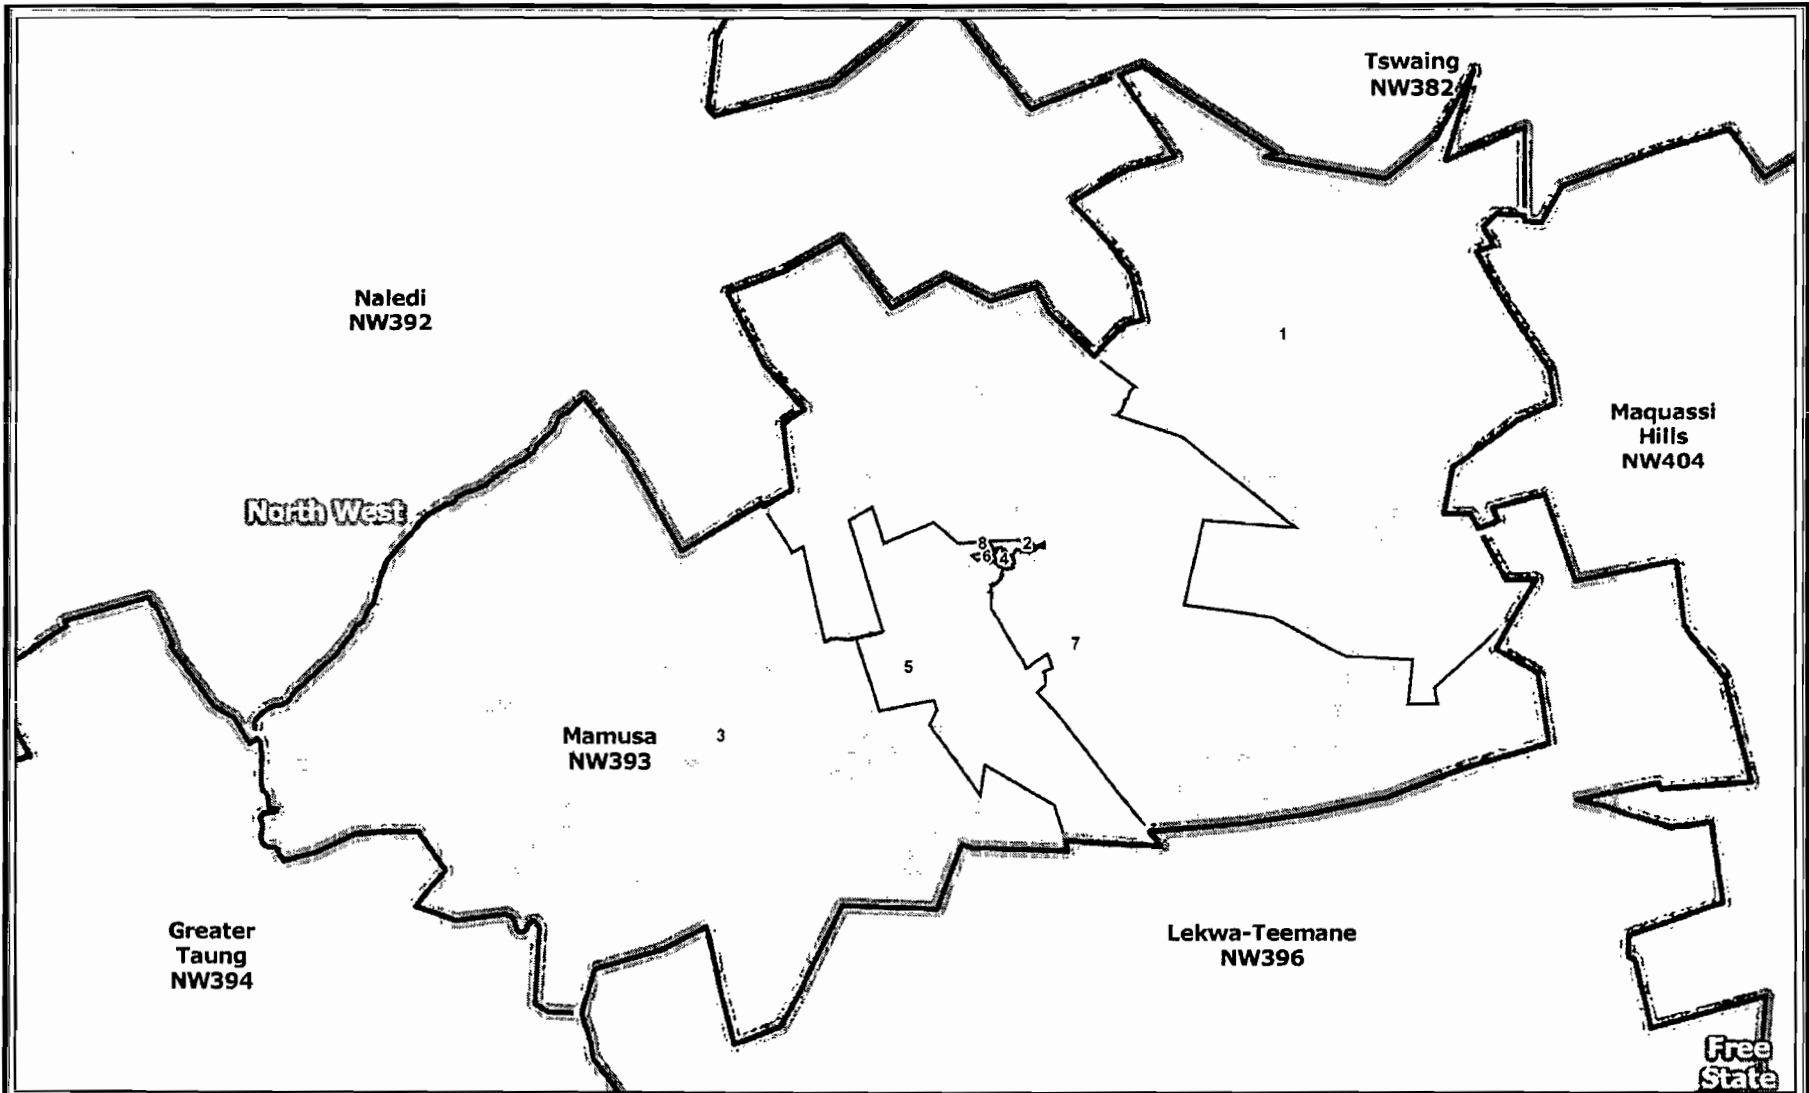 Tswaing
NW382
Naledi
NW392
1
Maquassi
Hills
NW404
North West
8
2
6
4
7
5
Mamusa
NW393
3
Greater
Taung
NW394
Lekwa-Teemane
NW396
Free
State